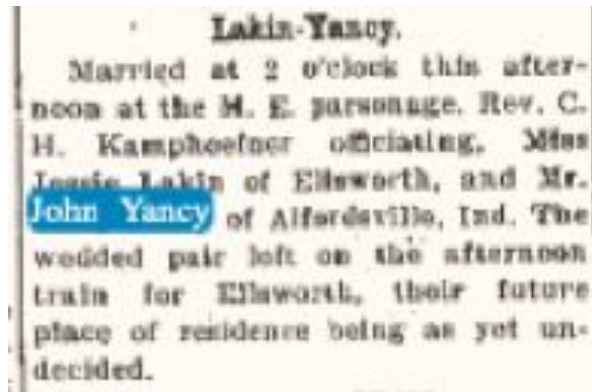 Lakin-Yancy.
Married at 2 o'clock this after-
noon at the M. E. parsonage, Rev. C.
H. Kamphoefner officiating, Miss
Jessie Lakin of Ellsworth, and Mr.
John Yancy of Alfordsville, Ind. The
wedded pair left on the afternoon
train for Ellsworth, their future
place of residence being as yet un-
decided.